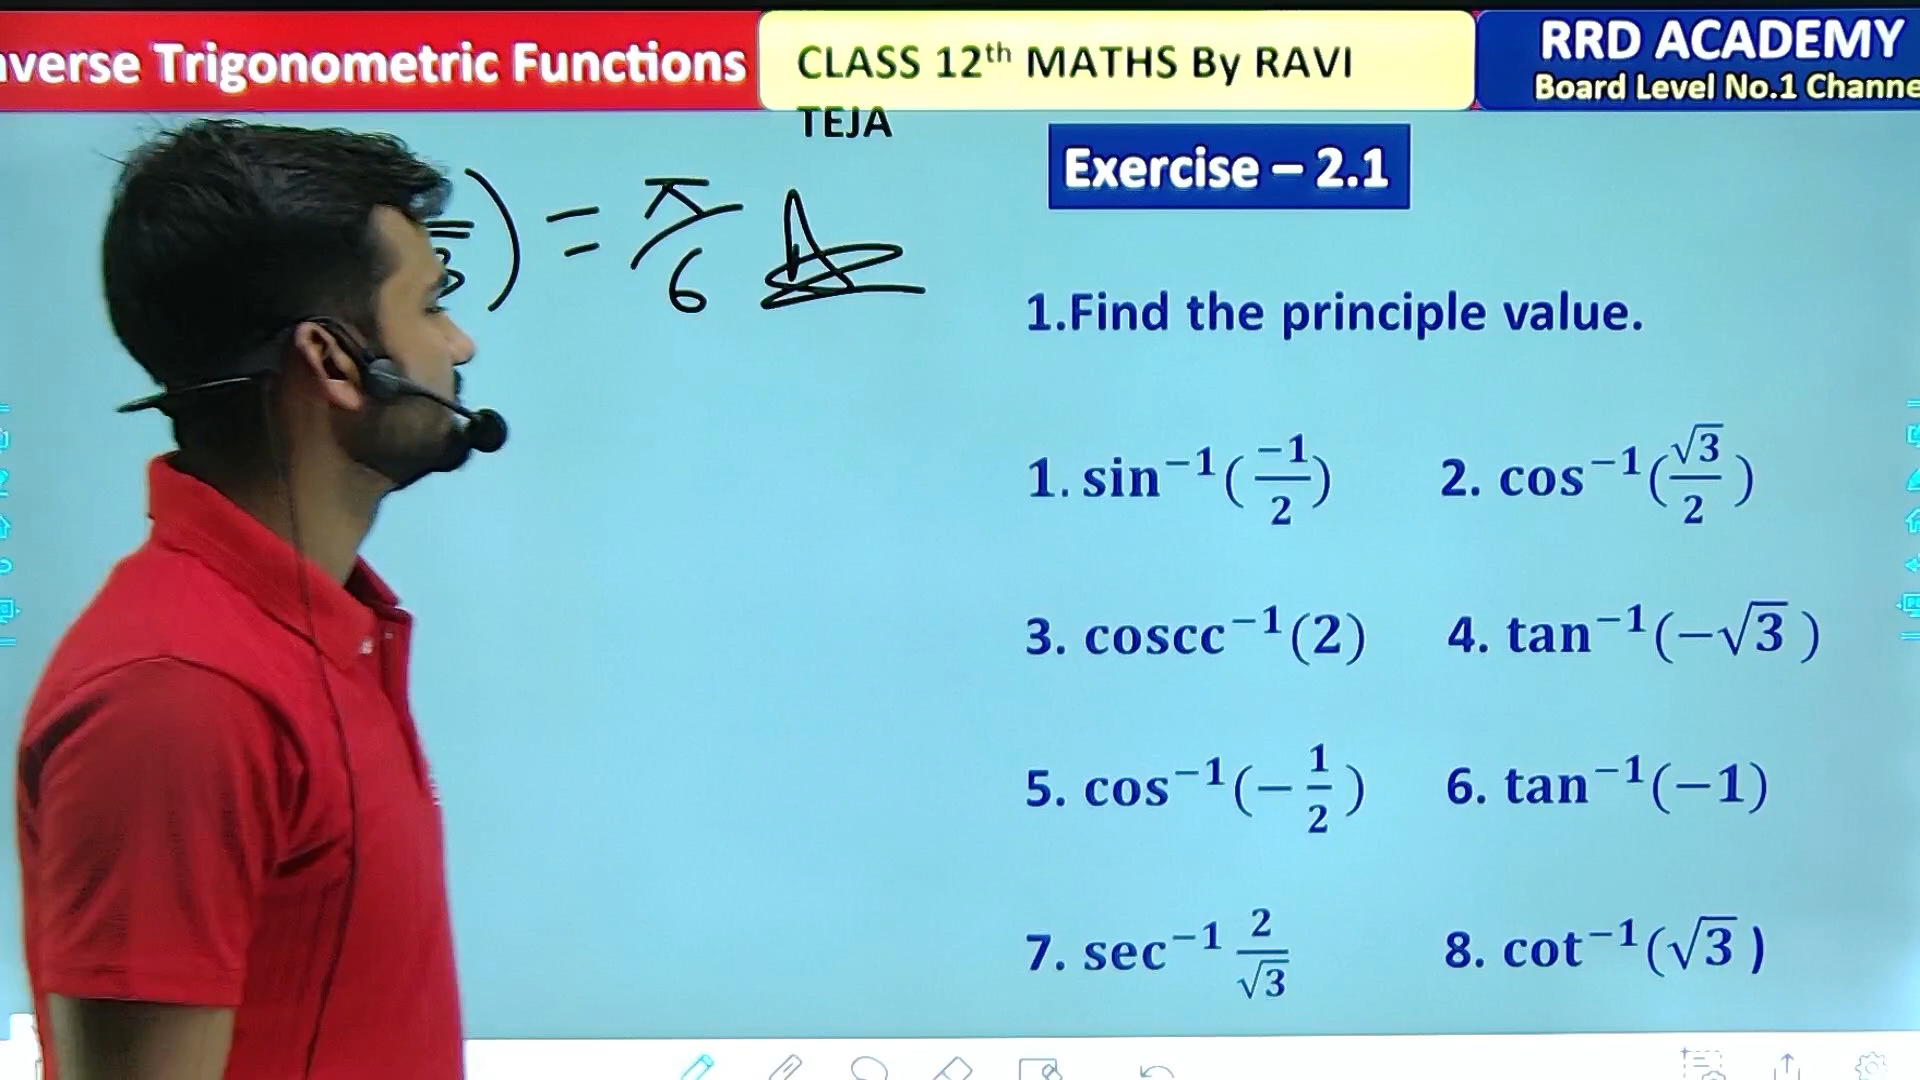 nverse Trigonometric Functions
CLASS 12th MATHS By RAVI
TEJA
RRD ACADEMY
Board Level No.1 Channe
Exercise – 2.1
) = π/6
1.Find the principle value.
1. sin⁻¹(-1/2) 2. cos⁻¹(√3/2)
3. coscc⁻¹(2) 4. tan⁻¹(−√3)
5. cos⁻¹(−1/2) 6. tan⁻¹(−1)
7. sec⁻¹ 2/√3 8. cot⁻¹(√3)